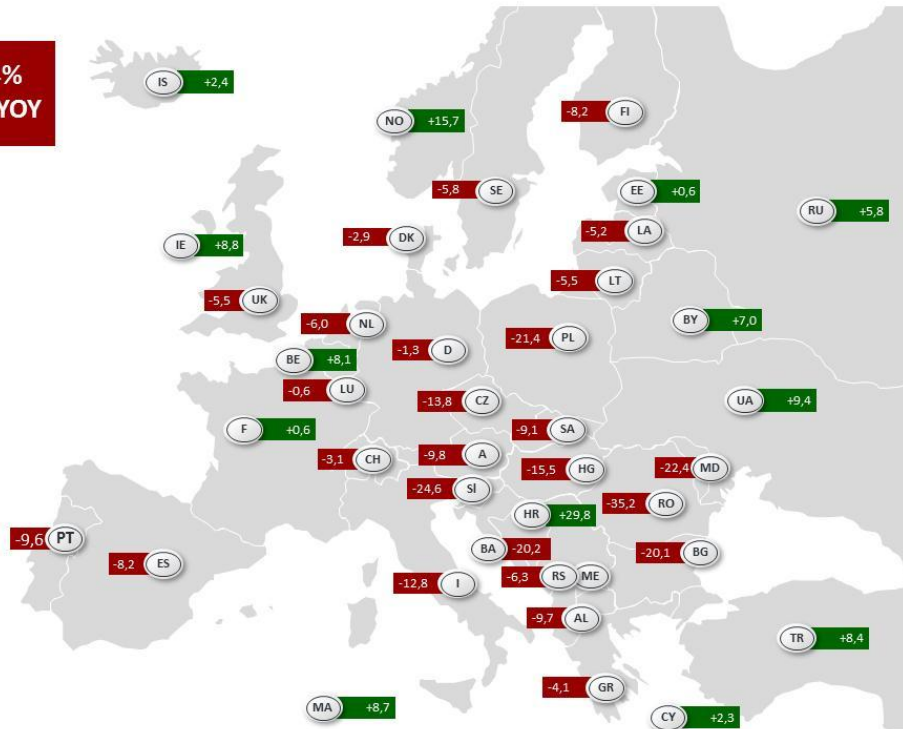 %
YOY
IS +2,4
NO +15,7
-8,2 FI
-5,8 SE
EE +0,6
RU +5,8
-5,2 LA
-2,9 DK
IE +8,8
-5,5 LT
-5,5 UK
-6,0 NL
BY +7,0
-21,4 PL
-1,3 D
BE +8,1
-0,6 LU
-13,8 CZ
UA +9,4
F +0,6
-9,1 SA
-3,1 CH
-9,8 A
-15,5 HG
-22,4 MD
-24,6 SI
-35,2 RO
HR +29,8
-9,6 PT
BA -20,2
-20,1 BG
-8,2 ES
-12,8 I
-6,3 RS ME
-9,7 AL
TR +8,4
-4,1 GR
MA +8,7
CY +2,3